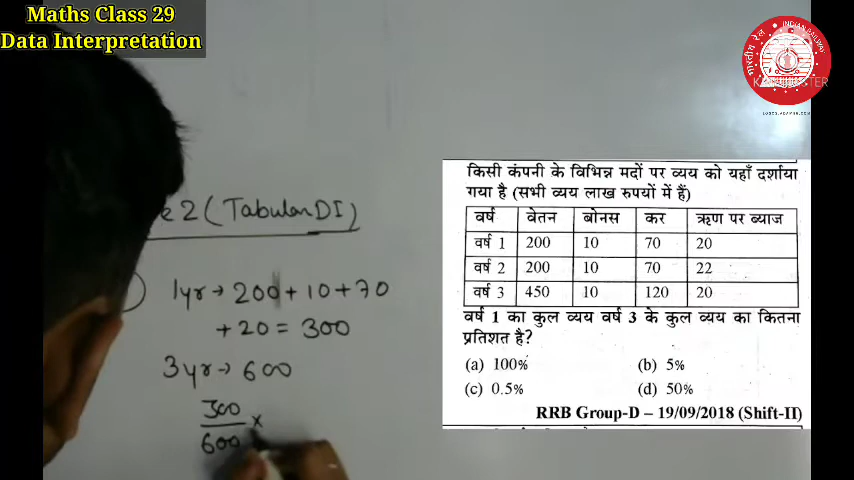 Maths Class 29
Data Interpretation
2 (Tabular DI)
1yr → 200 + 10 + 70
+ 20 = 300
3yr → 600
300
600 ×
INDIAN RAILWAY
भारतीय रेल
किसी कंपनी के विभिन्न मदों पर व्यय को यहाँ दर्शाया
गया है (सभी व्यय लाख रुपयों में हैं)
वर्ष वेतन बोनस कर ऋण पर ब्याज
वर्ष 1 200 10 70 20
वर्ष 2 200 10 70 22
वर्ष 3 450 10 120 20
वर्ष 1 का कुल व्यय वर्ष 3 के कुल व्यय का कितना
प्रतिशत है?
(a) 100% (b) 5%
(c) 0.5% (d) 50%
RRB Group-D – 19/09/2018 (Shift-II)